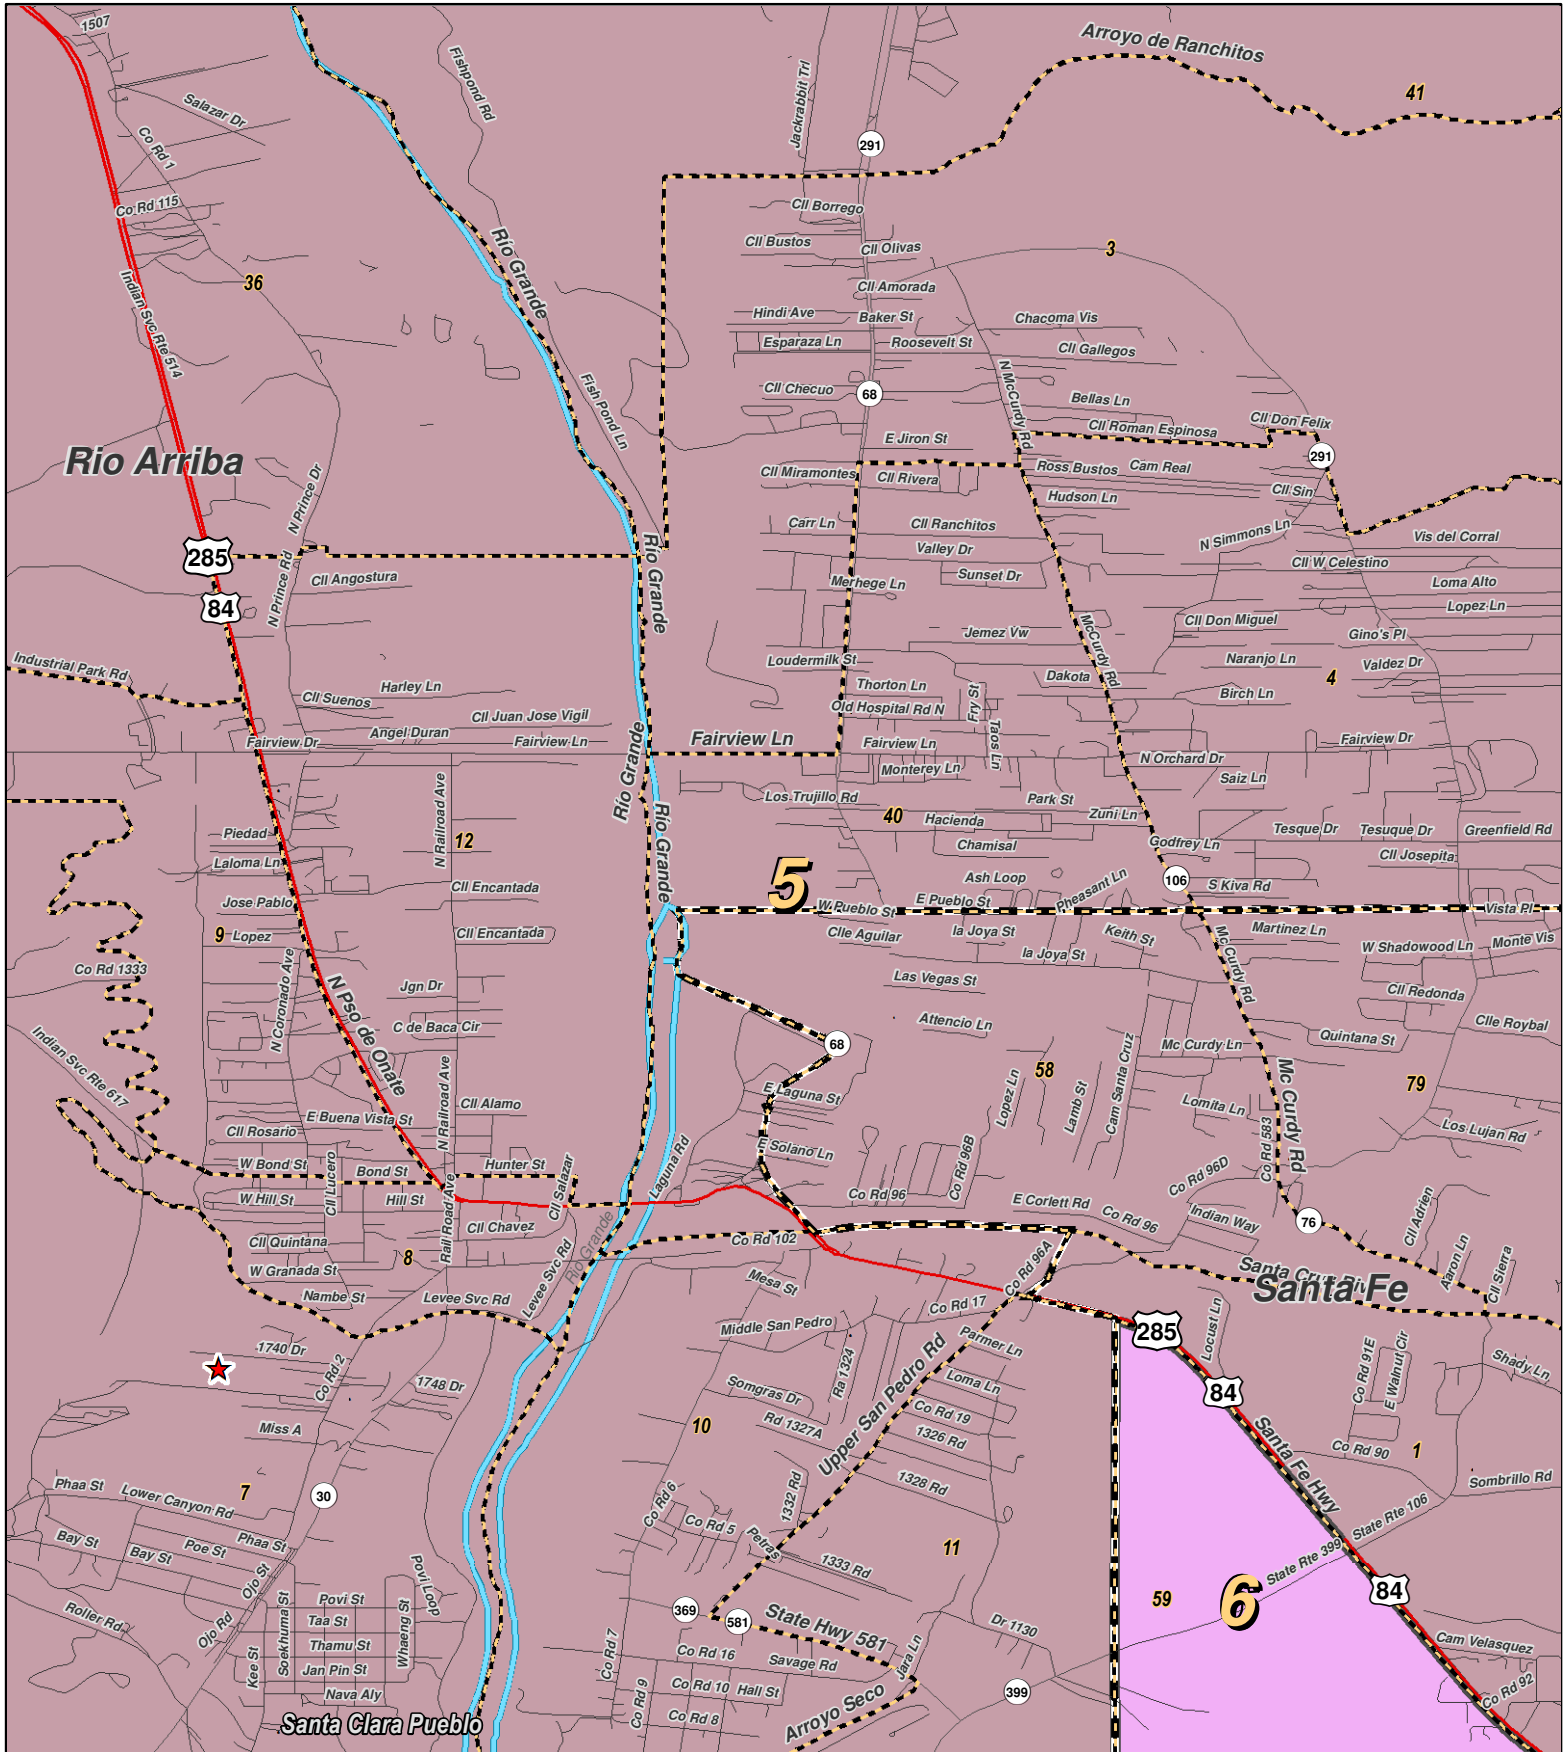 1507
Arroyo de Ranchitos
Fishpond Rd
Jackrabbit Trl
41
Salazar Dr
Co Rd 1
291
Co Rd 115
Cll Borrego
Río Grande
Cll Bustos
Cll Olivas
3
36
Indian Svc Rte 514
Cll Amorada
Hindi Ave
Baker St
Chacoma Vis
Esparaza Ln
Roosevelt St
Cll Gallegos
Fish Pond Ln
Cll Checuo
68
N McCurdy Rd
Bellas Ln
Cll Don Felix
Cll Roman Espinosa
E Jiron St
291
Rio Arriba
N Prince Dr
Cll Miramontes
Cll Rivera
Ross Bustos
Cam Real
Hudson Ln
Cll Sin
Carr Ln
Cll Ranchitos
N Simmons Ln
Vis del Corral
285
Río Grande
Valley Dr
Cll W Celestino
N Prince Rd
Cll Angostura
Merhege Ln
Sunset Dr
Loma Alto
84
Lopez Ln
McCurdy Rd
Cll Don Miguel
Jemez Vw
Gino's Pl
Industrial Park Rd
Loudermilk St
Naranjo Ln
Valdez Dr
Dakota
4
Harley Ln
Thorton Ln
Fry St
Birch Ln
Cll Suenos
Old Hospital Rd N
Cll Juan Jose Vigil
Angel Duran
Fairview Dr
Fairview Ln
Río Grande
Fairview Ln
Fairview Ln
Taos Ln
Fairview Dr
N Orchard Dr
Monterey Ln
Saiz Ln
N Railroad Ave
Los Trujillo Rd
Park St
Río Grande
40
Hacienda
Zuni Ln
Piedad
12
Tesque Dr
Tesuque Dr
Greenfield Rd
Laloma Ln
Chamisal
Godfrey Ln
Cll Josepita
5
Ash Loop
Pheasant Ln
106
S Kiva Rd
Cll Encantada
Jose Pablo
W Pueblo St
E Pueblo St
Vista Pl
9
Lopez
Cll Encantada
Clle Aguilar
la Joya St
Keith St
Martinez Ln
W Shadowood Ln
Monte Vis
la Joya St
Mc Curdy Rd
Co Rd 1333
N Coronado Ave
N Pso de Onate
Jgn Dr
Las Vegas St
Cll Redonda
C de Baca Cir
Attencio Ln
Clle Roybal
Indian Svc Rte 617
68
Mc Curdy Ln
Quintana St
58
79
N Railroad Ave
E Laguna St
Lopez Ln
Lamb St
Cam Santa Cruz
Mc Curdy Rd
Cll Alamo
Lomita Ln
E Buena Vista St
Cll Rosario
Los Lujan Rd
Co Rd 583
Laguna Rd
E Solano Ln
Co Rd 96B
W Bond St
Cll Lucero
Bond St
Hunter St
Cll Salazar
Co Rd 96D
W Hill St
Hill St
Rail Road Ave
Co Rd 96
E Corlett Rd
Co Rd 96
Indian Way
76
Cll Adrien
Cll Chavez
Río Grande
Co Rd 102
Cll Quintana
8
Levee Svc Rd
Co Rd 96A
Aaron Ln
Cll Sierra
W Granada St
Mesa St
Santa Fe
Nambe St
Levee Svc Rd
Co Rd 17
Middle San Pedro
285
Locust Ln
1740 Dr
Parmer Ln
Co Rd 91E
E Walnut Cir
Shady Ln
Co Rd 2
1748 Dr
Somgras Dr
Ra 1324
Upper San Pedro Rd
Loma Ln
84
Miss A
10
Rd 1327A
Co Rd 19
Santa Fe Hwy
1326 Rd
Co Rd 90
1
7
Phaa St
Lower Canyon Rd
30
Co Rd 6
1332 Rd
1328 Rd
Sombrillo Rd
Bay St
Bay St
Poe St
Phaa St
Co Rd 5
Petras
State Rte 106
11
1333 Rd
State Rte 399
Ojo St
Povi Loop
84
59
6
Roller Rd
Ojo Rd
Povi St
Taa St
Whaeng St
369
581
State Hwy 581
Dr 1130
Soekhuma St
Thamu St
Kee St
Jan Pin St
Co Rd 7
Co Rd 16
Savage Rd
Jara Ln
Cam Velasquez
Nava Aly
Co Rd 9
Co Rd 10
Hall St
399
Co Rd 92
Santa Clara Pueblo
Co Rd 8
Arroyo Seco